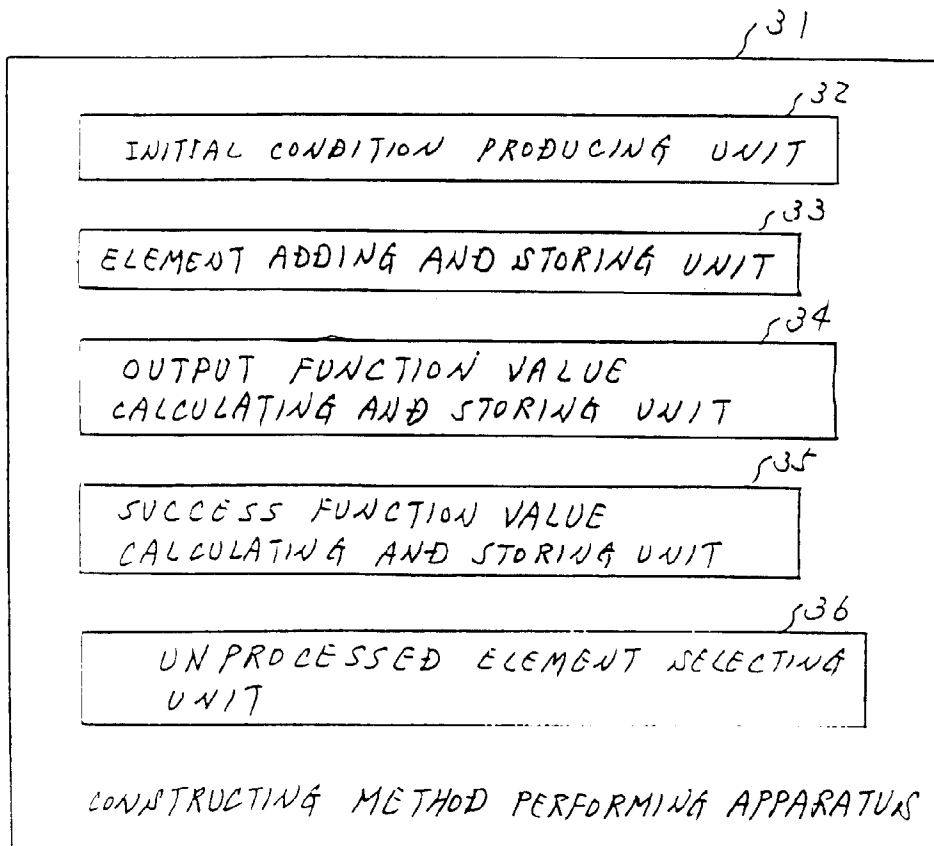 31
32
INITIAL CONDITION PRODUCING UNIT
33
ELEMENT ADDING AND STORING UNIT
34
OUTPUT FUNCTION VALUE
CALCULATING AND STORING UNIT
35
SUCCESS FUNCTION VALUE
CALCULATING AND STORING UNIT
36
UNPROCESSED ELEMENT SELECTING
UNIT
CONSTRUCTING METHOD PERFORMING APPARATUS